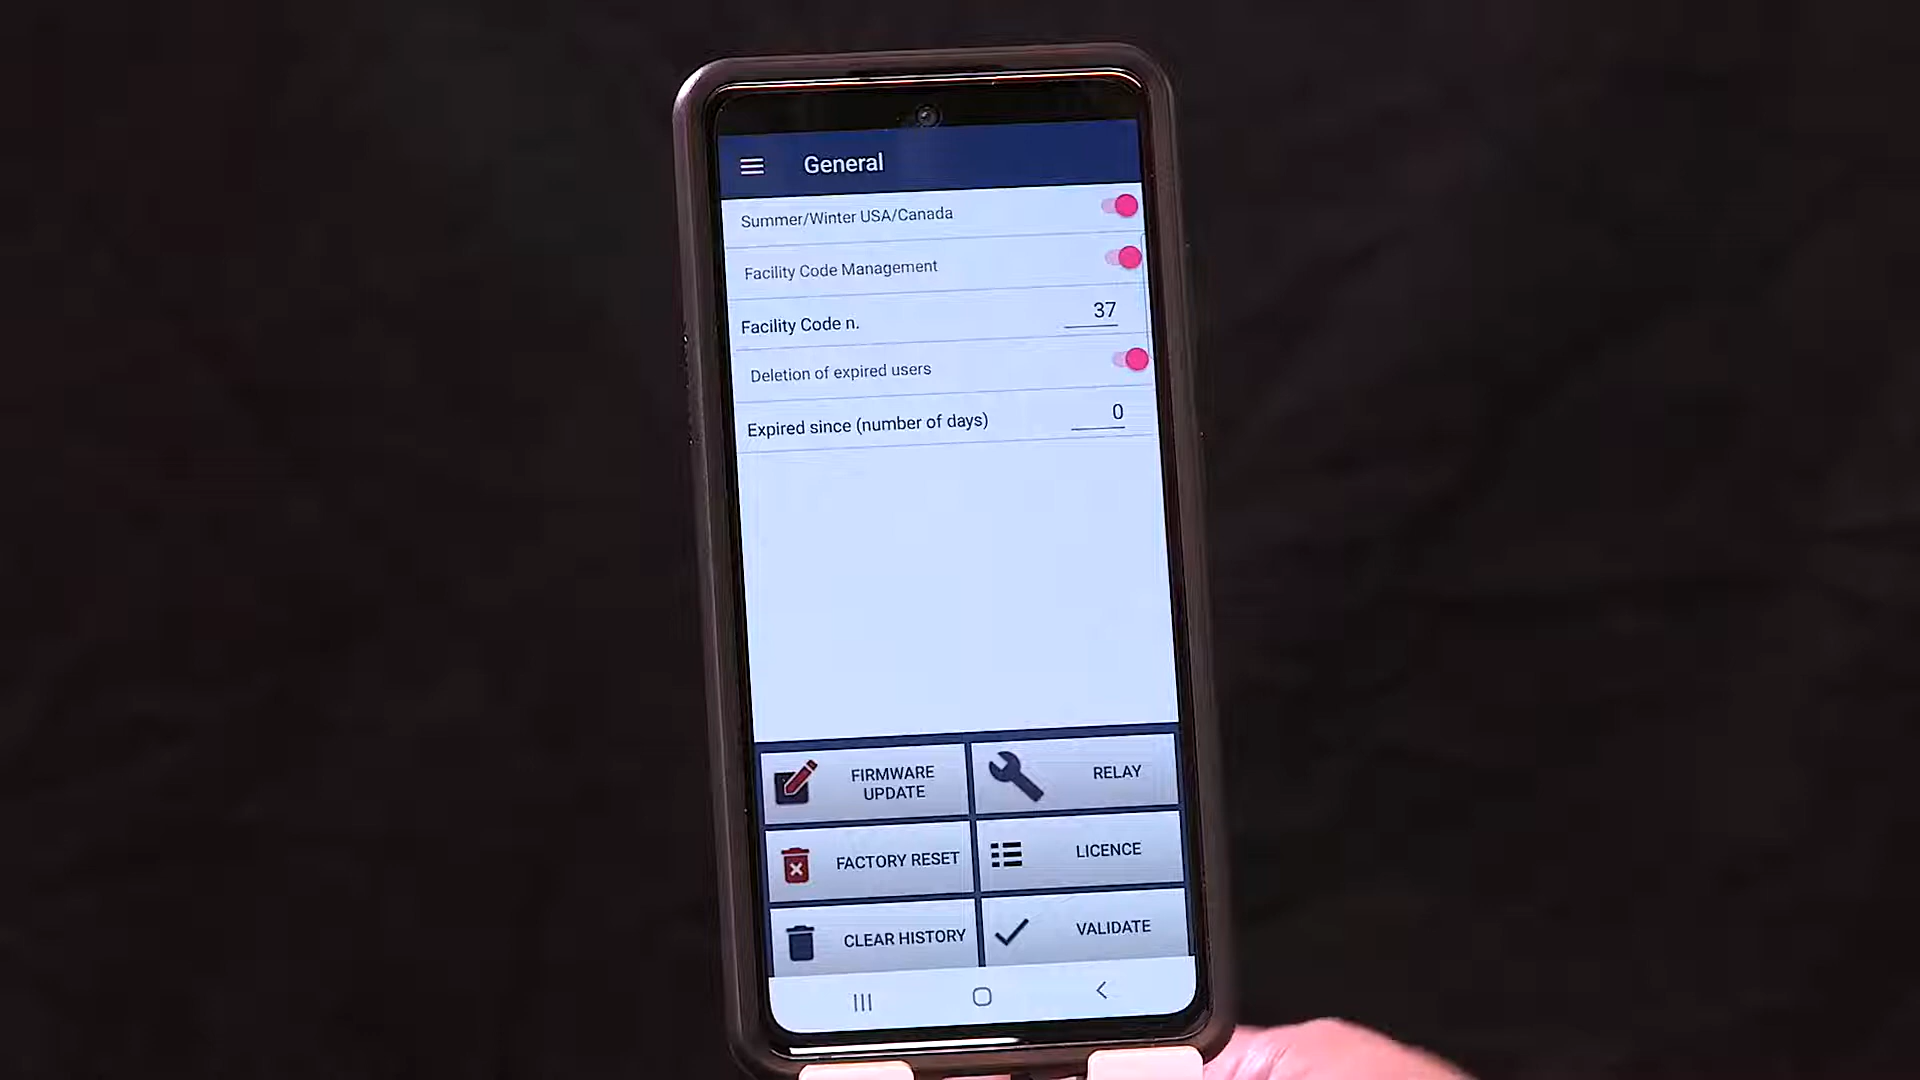 General
Summer/Winter USA/Canada
Facility Code Management
Facility Code n. 37
Deletion of expired users
Expired since (number of days) 0
FIRMWARE UPDATE
RELAY
FACTORY RESET
LICENCE
CLEAR HISTORY
VALIDATE